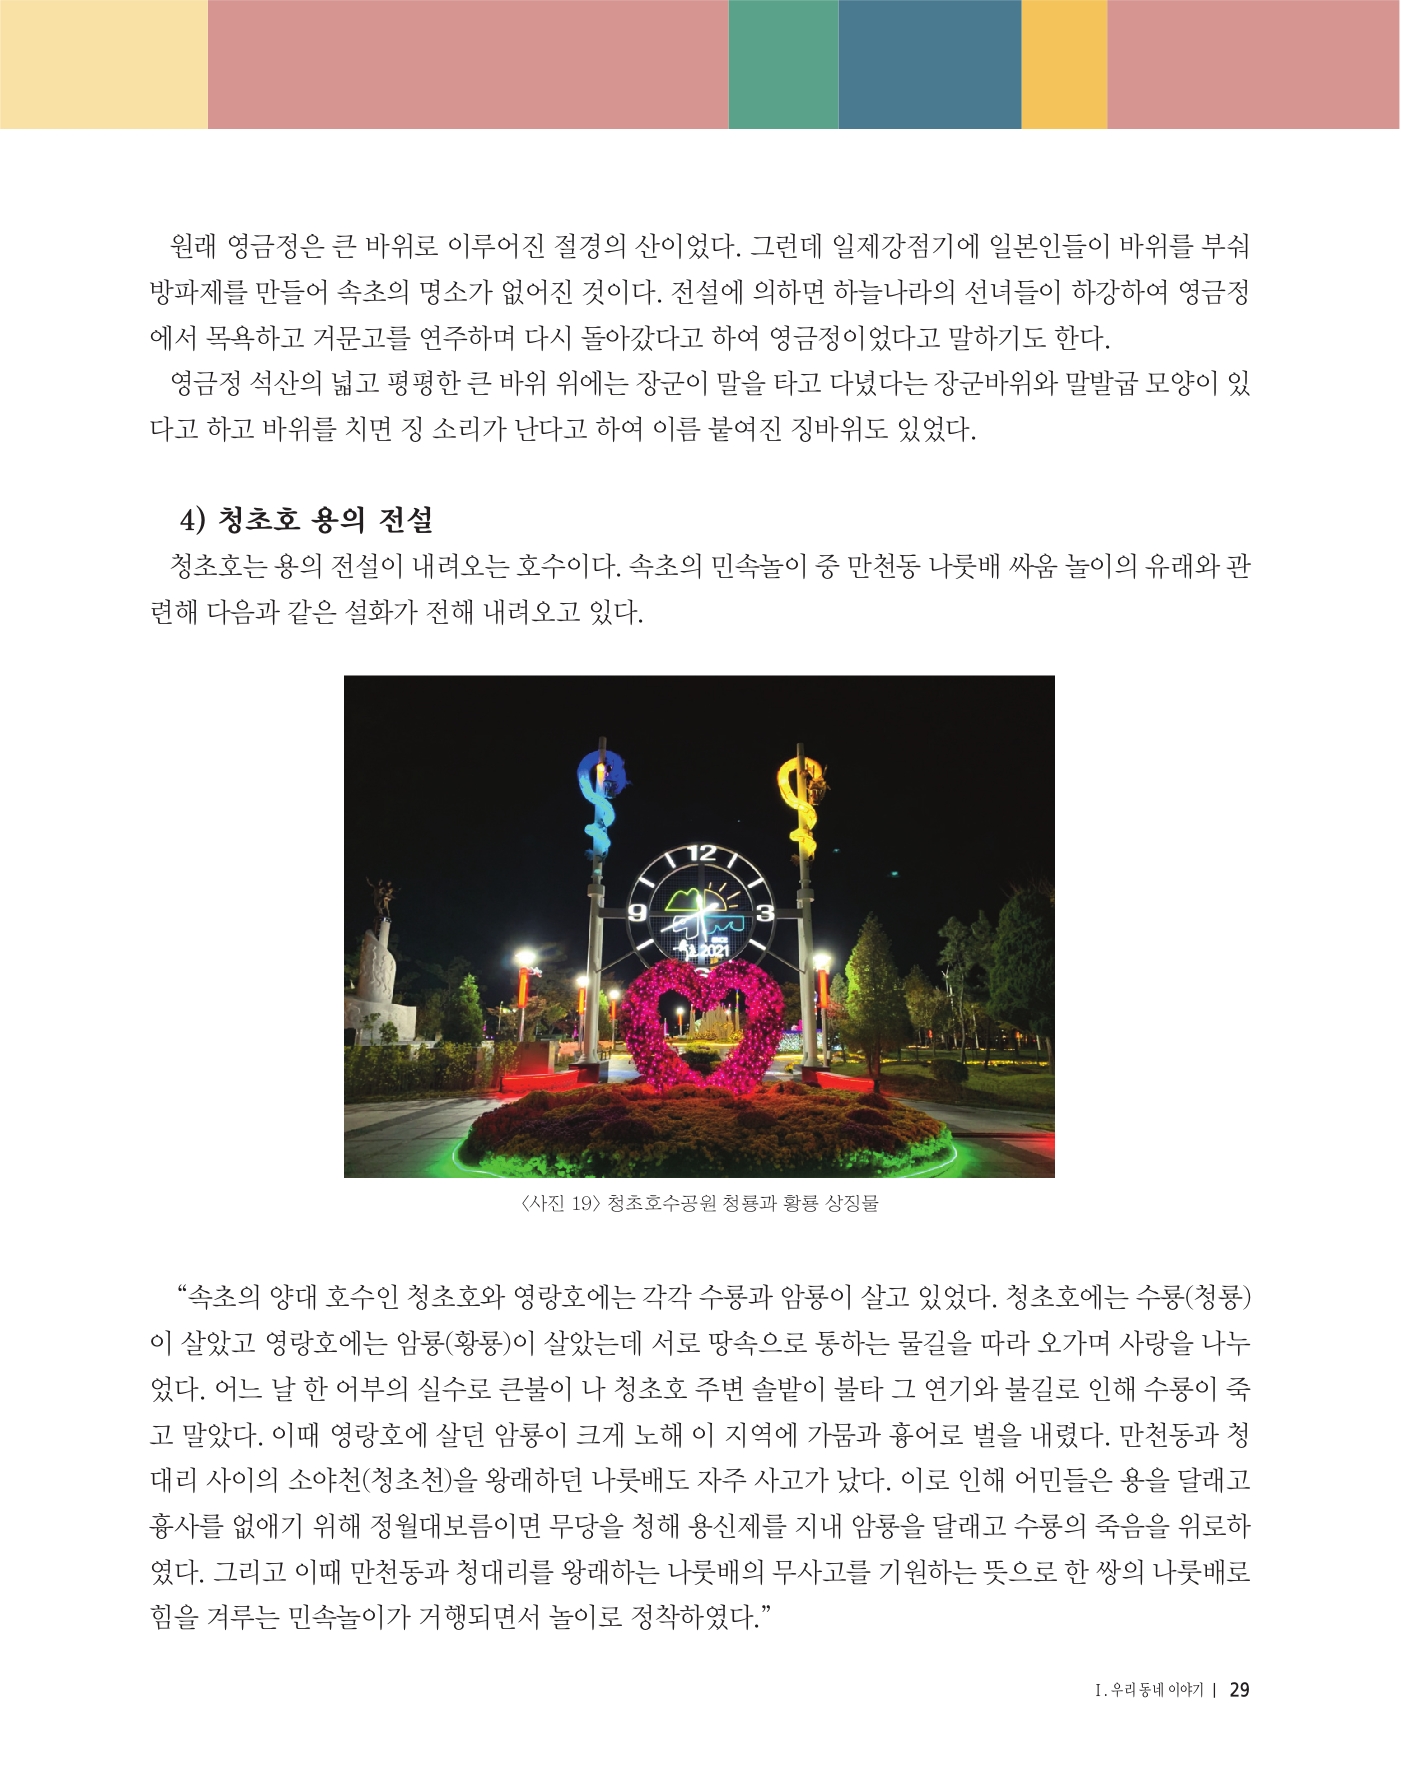 원래 영금정은 큰 바위로 이루어진 절경의 산이었다. 그런데 일제강점기에 일본인들이 바위를 부숴
방파제를 만들어 속초의 명소가 없어진 것이다. 전설에 의하면 하늘나라의 선녀들이 하강하여 영금정
에서 목욕하고 거문고를 연주하며 다시 돌아갔다고 하여 영금정이었다고 말하기도 한다.
영금정 석산의 넓고 평평한 큰 바위 위에는 장군이 말을 타고 다녔다는 장군바위와 말발굽 모양이 있
다고 하고 바위를 치면 징 소리가 난다고 하여 이름 붙여진 징바위도 있었다.
4) 청초호 용의 전설
청초호는 용의 전설이 내려오는 호수이다. 속초의 민속놀이 중 만천동 나룻배 싸움 놀이의 유래와 관
련해 다음과 같은 설화가 전해 내려오고 있다.
12
9
3
2021
〈사진 19〉 청초호수공원 청룡과 황룡 상징물
“속초의 양대 호수인 청초호와 영랑호에는 각각 수룡과 암룡이 살고 있었다. 청초호에는 수룡(청룡)
이 살았고 영랑호에는 암룡(황룡)이 살았는데 서로 땅속으로 통하는 물길을 따라 오가며 사랑을 나누
었다. 어느 날 한 어부의 실수로 큰불이 나 청초호 주변 솔밭이 불타 그 연기와 불길로 인해 수룡이 죽
고 말았다. 이때 영랑호에 살던 암룡이 크게 노해 이 지역에 가뭄과 흉어로 벌을 내렸다. 만천동과 청
대리 사이의 소야천(청초천)을 왕래하던 나룻배도 자주 사고가 났다. 이로 인해 어민들은 용을 달래고
흉사를 없애기 위해 정월대보름이면 무당을 청해 용신제를 지내 암룡을 달래고 수룡의 죽음을 위로하
였다. 그리고 이때 만천동과 청대리를 왕래하는 나룻배의 무사고를 기원하는 뜻으로 한 쌍의 나룻배로
힘을 겨루는 민속놀이가 거행되면서 놀이로 정착하였다.”
Ⅰ. 우리 동네 이야기 | 29